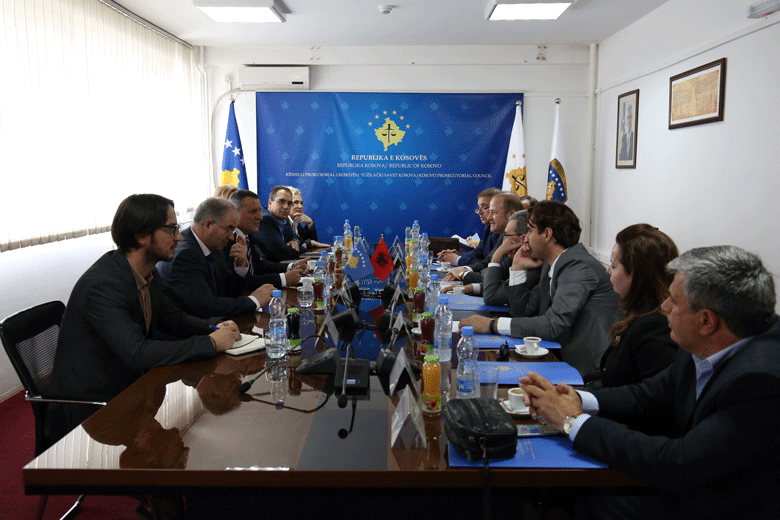 REPUBLIKA E KOSOVËS
REPUBLIKA KOSOVA / REPUBLIC OF KOSOVO
KËSHILLI PROKURORIAL I KOSOVËS / TUŽILAČKI SAVET KOSOVA / KOSOVO PROSECUTORIAL COUNCIL